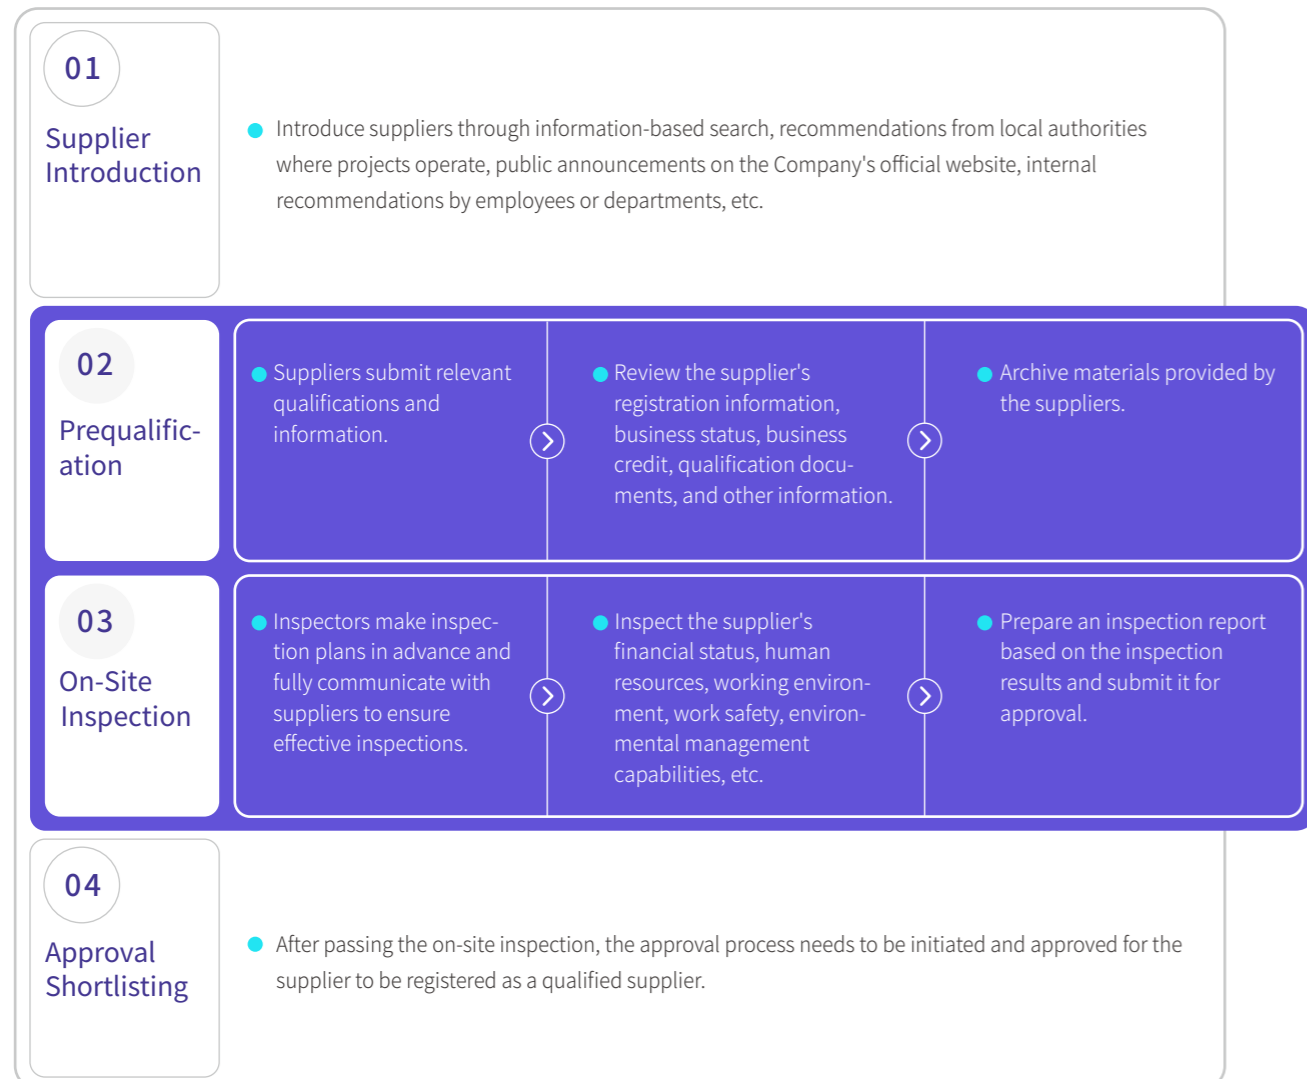 01
Supplier
Introduction
Introduce suppliers through information-based search, recommendations from local authorities
where projects operate, public announcements on the Company's official website, internal
recommendations by employees or departments, etc.
02
Prequalific-
ation
Suppliers submit relevant
qualifications and
information.
Review the supplier's
registration information,
business status, business
credit, qualification docu-
ments, and other information.
Archive materials provided by
the suppliers.
03
On-Site
Inspection
Inspectors make inspec-
tion plans in advance and
fully communicate with
suppliers to ensure
effective inspections.
Inspect the supplier's
financial status, human
resources, working environ-
ment, work safety, environ-
mental management
capabilities, etc.
Prepare an inspection report
based on the inspection
results and submit it for
approval.
04
Approval
Shortlisting
After passing the on-site inspection, the approval process needs to be initiated and approved for the
supplier to be registered as a qualified supplier.